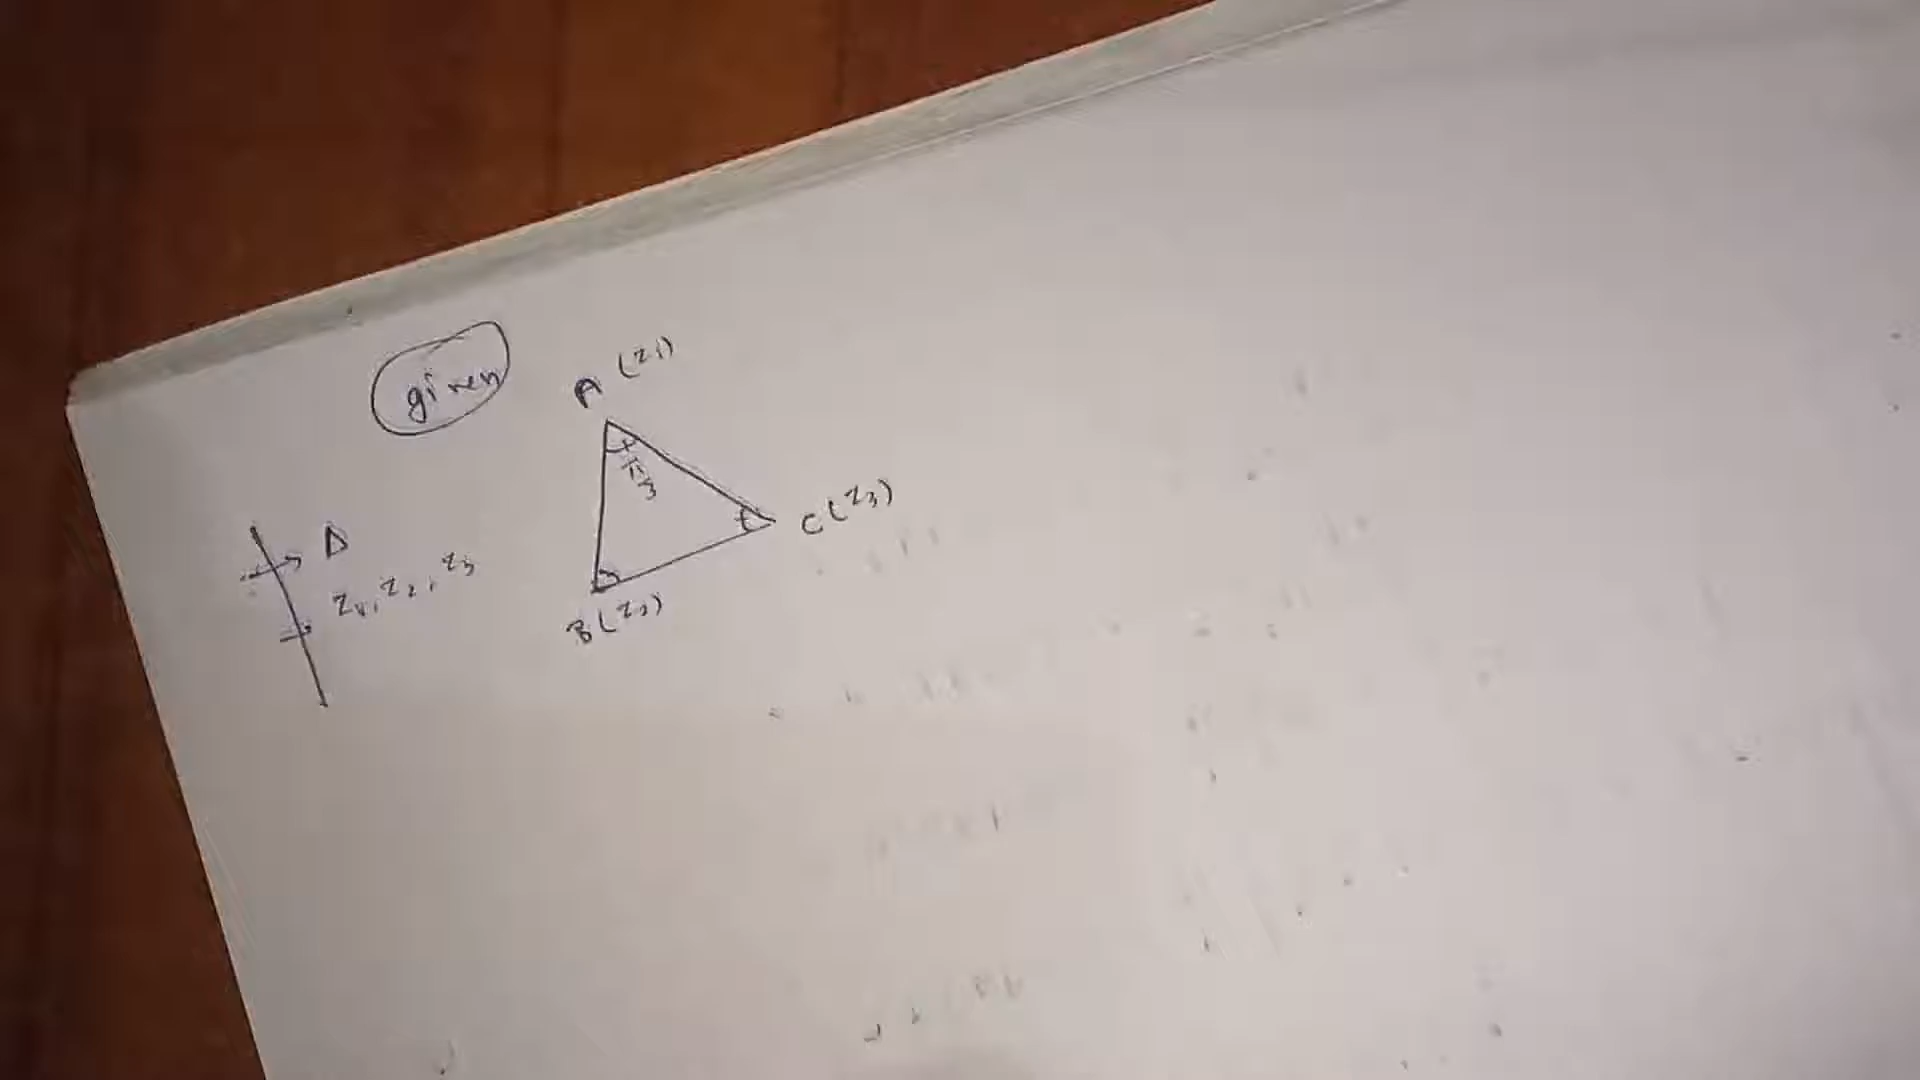 given
A (z1)
π/3
C (z3)
Δ
z1, z2, z3
B (z2)